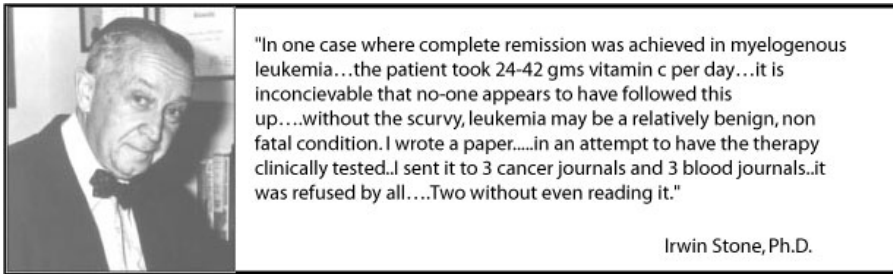 "In one case where complete remission was achieved in myelogenous
leukemia…the patient took 24-42 gms vitamin c per day…it is
inconcievable that no-one appears to have followed this
up….without the scurvy, leukemia may be a relatively benign, non
fatal condition. I wrote a paper.....in an attempt to have the therapy
clinically tested..I sent it to 3 cancer journals and 3 blood journals..it
was refused by all….Two without even reading it."
Irwin Stone, Ph.D.